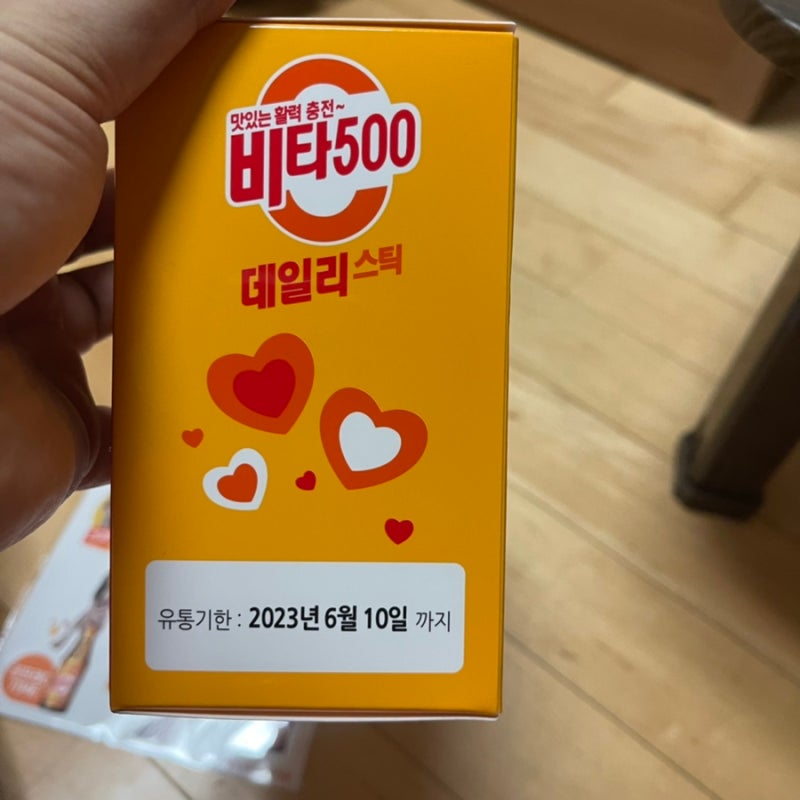 맛있는 활력 충전~
비타500
데일리스틱
유통기한 : 2023년 6월 10일 까지